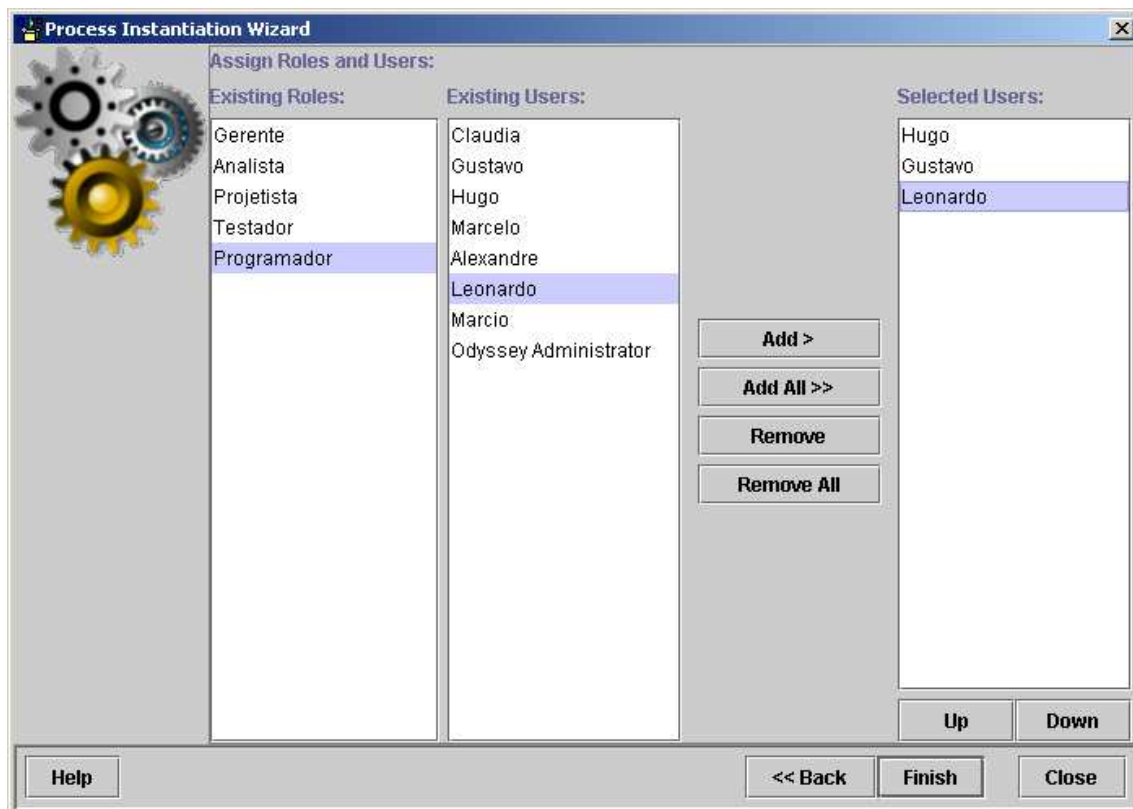 Process Instantiation Wizard
Assign Roles and Users:
Existing Roles:
Gerente
Analista
Projetista
Testador
Programador
Existing Users:
Claudia
Gustavo
Hugo
Marcelo
Alexandre
Leonardo
Marcio
Odyssey Administrator
Add >
Add All >>
Remove
Remove All
Selected Users:
Hugo
Gustavo
Leonardo
Up
Down
Help
<< Back
Finish
Close